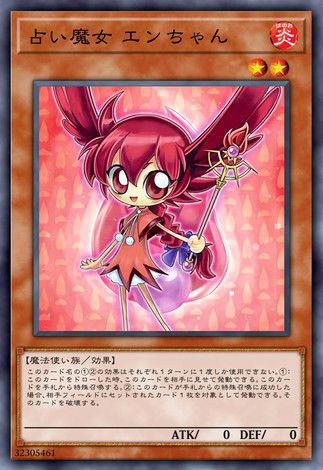 占い魔女 エンちゃん
ほのお
炎
【魔法使い族/効果】
このカード名の①②の効果はそれぞれ1ターンに1度しか使用できない。①:
このカードをドローした時、このカードを相手に見せて発動できる。このカードを
手札から特殊召喚する。②:このカードが手札からの特殊召喚に成功した
場合、相手フィールドにセットされたカード1枚を対象として発動できる。そ
のカードを破壊する。
ATK/ 0 DEF/ 0
32305461